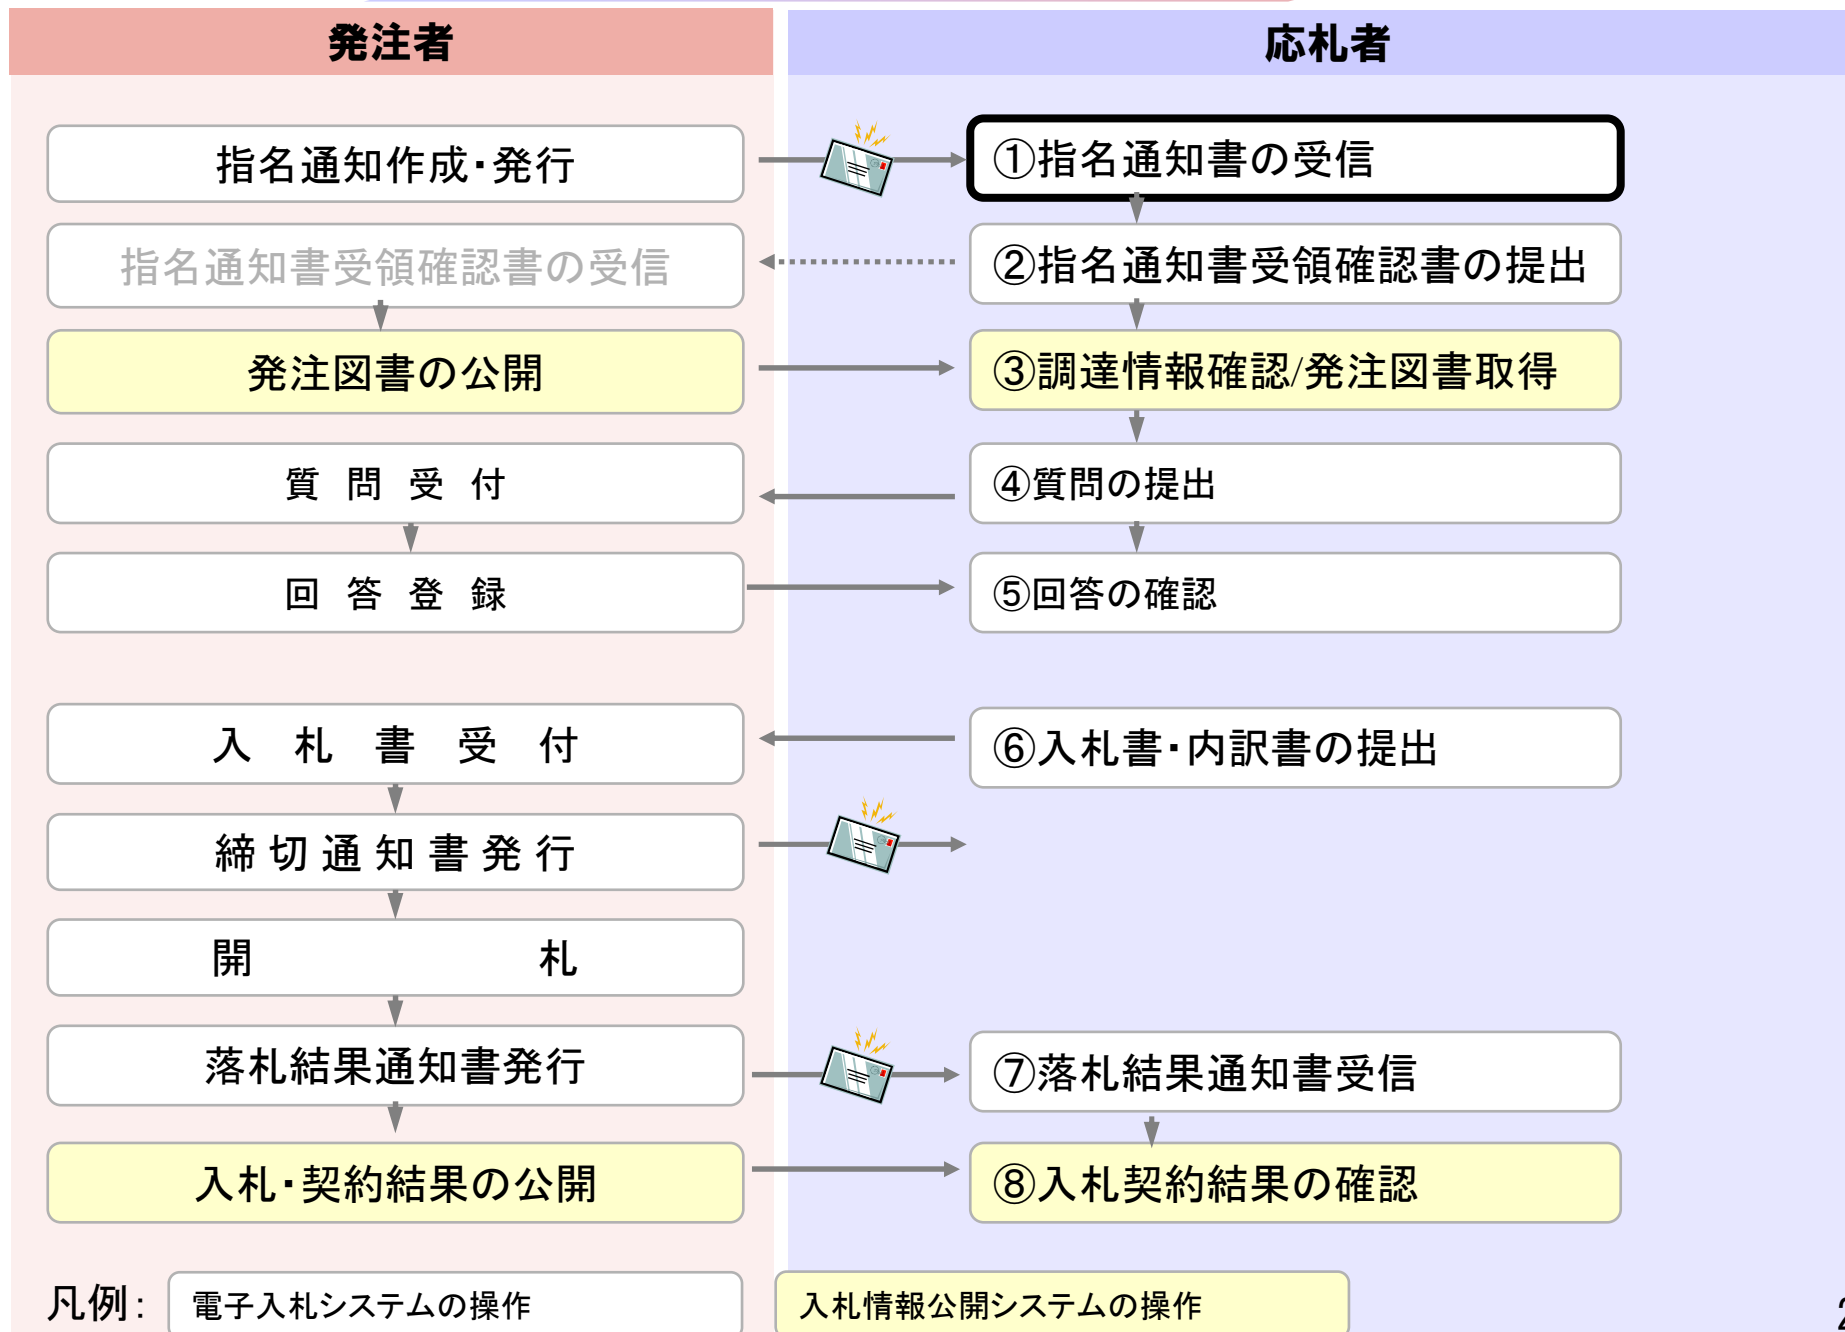 発注者
応札者
指名通知作成・発行
①指名通知書の受信
指名通知書受領確認書の受信
②指名通知書受領確認書の提出
発注図書の公開
③調達情報確認/発注図書取得
質問受付
④質問の提出
回答登録
⑤回答の確認
入札書受付
⑥入札書・内訳書の提出
締切通知書発行
開札
落札結果通知書発行
⑦落札結果通知書受信
入札・契約結果の公開
⑧入札契約結果の確認
凡例：
電子入札システムの操作
入札情報公開システムの操作